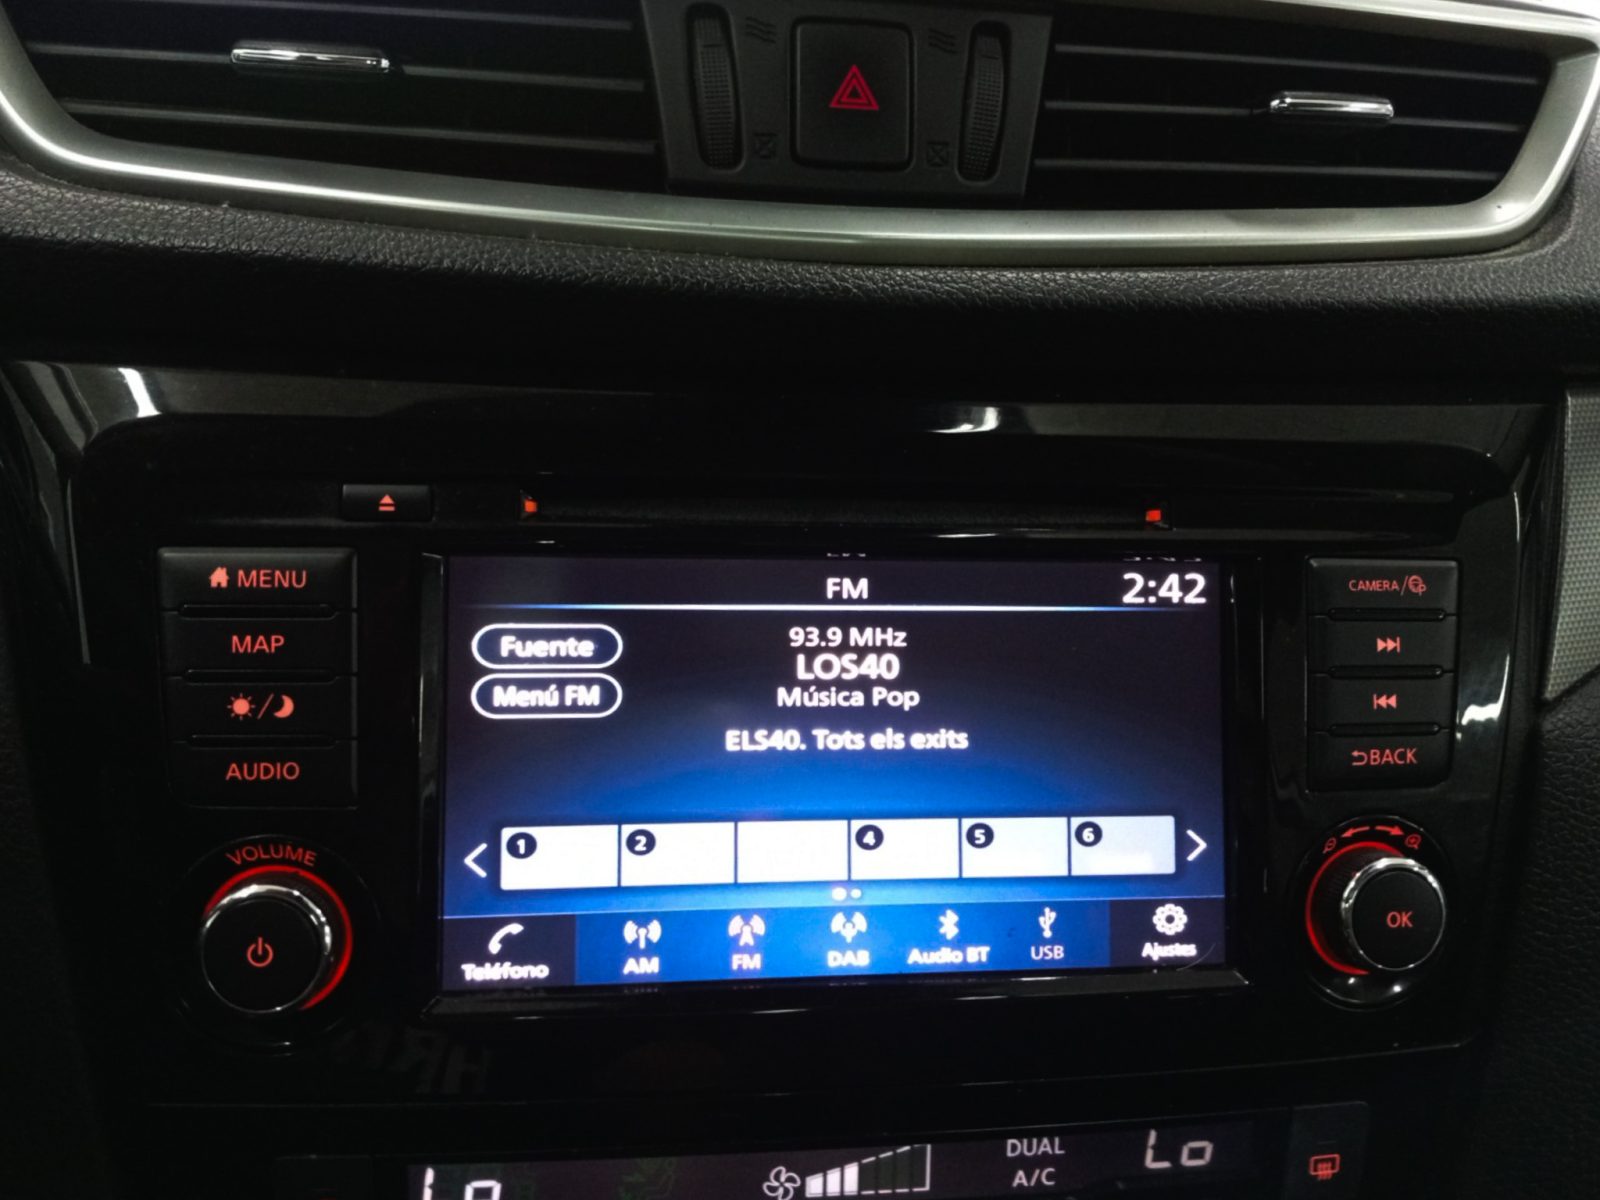 MENU
MAP
AUDIO
VOLUME
FM
2:42
Fuente
Menú FM
93.9 MHz
LOS40
Música Pop
ELS40. Tots els exits
1
2
4
5
6
Teléfono
AM
FM
DAB
Audio BT
USB
Ajustes
CAMERA/
BACK
OK
Lo
DUAL
A/C
Lo